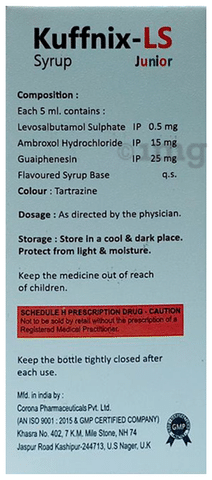 Kuffnix-LS
Syrup Junior
Composition :
Each 5 ml. contains :
Levosalbutamol Sulphate IP 0.5 mg
Ambroxol Hydrochloride IP 15 mg
Guaiphenesin IP 25 mg
Flavoured Syrup Base q.s.
Colour : Tartrazine
Dosage : As directed by the physician.
Storage : Store in a cool & dark place.
Protect from light & moisture.
Keep the medicine out of reach
of children.
SCHEDULE H PRESCRIPTION DRUG - CAUTION
Not to be sold by retail without the prescription of a
Registered Medical Practitioner.
Keep the bottle tightly closed after
each use.
Mfd. in india by :
Corona Pharmaceuticals Pvt. Ltd.
(AN ISO 9001 : 2015 & GMP CERTIFIED COMPANY)
Khasra No. 402, 7 K.M. Mile Stone, NH 74
Jaspur Road Kashipur-244713, U.S Nager, U.K
GMP